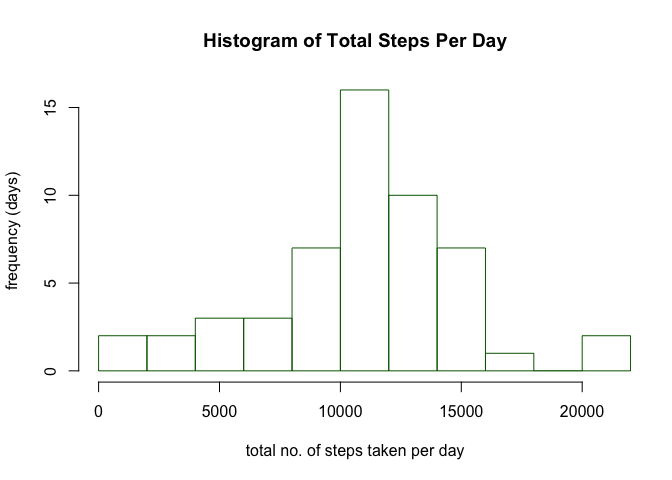 Histogram of Total Steps Per Day
frequency (days)
15
10
5
0
0 5000 10000 15000 20000
total no. of steps taken per day